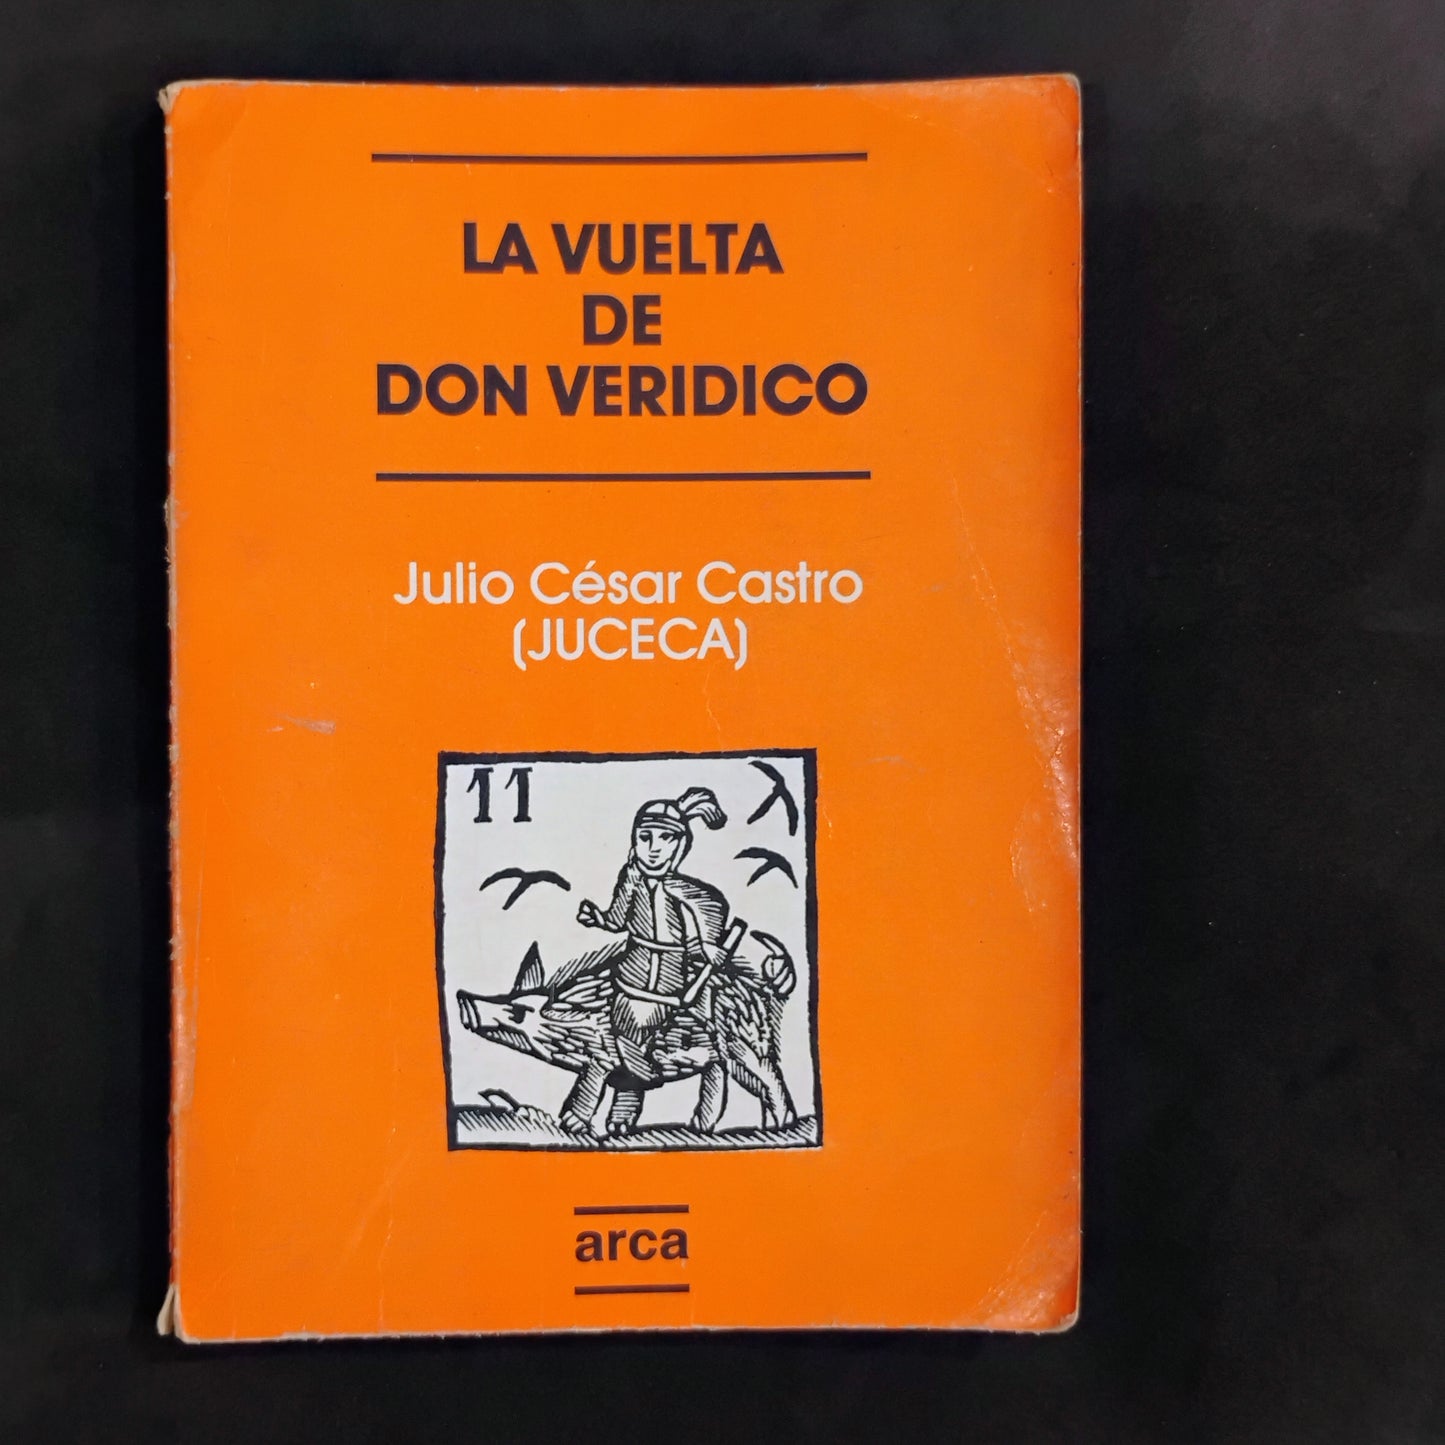 LA VUELTA
DE
DON VERIDICO
Julio César Castro
(JUCECA)
11
arca